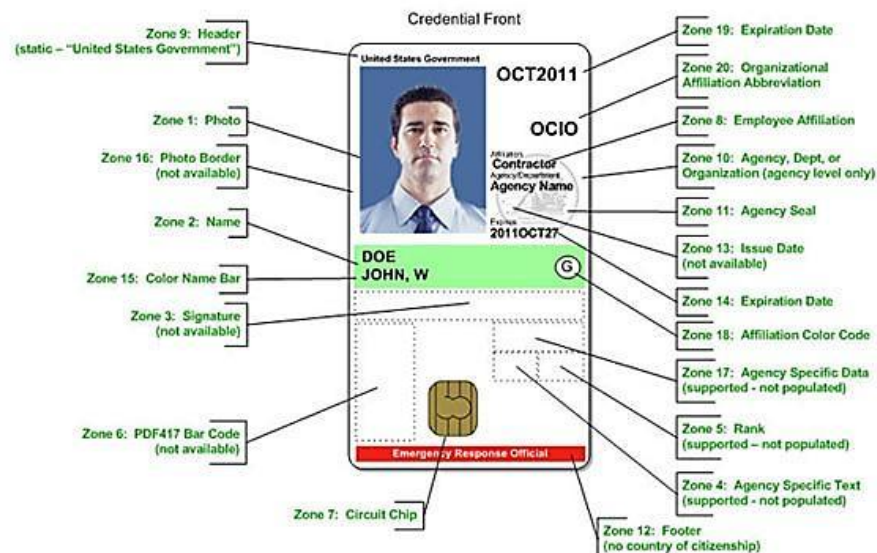 Credential Front
Zone 9: Header
(static – “United States Government”)
Zone 1: Photo
Zone 16: Photo Border
(not available)
Zone 2: Name
Zone 15: Color Name Bar
Zone 3: Signature
(not available)
Zone 6: PDF417 Bar Code
(not available)
Zone 7: Circuit Chip
United States Government
OCT2011
OCIO
Affiliation
Contractor
Agency/Department
Agency Name
Expires
2011OCT27
DOE
JOHN, W
G
Emergency Response Official
Zone 19: Expiration Date
Zone 20: Organizational
Affiliation Abbreviation
Zone 8: Employee Affiliation
Zone 10: Agency, Dept, or
Organization (agency level only)
Zone 11: Agency Seal
Zone 13: Issue Date
(not available)
Zone 14: Expiration Date
Zone 18: Affiliation Color Code
Zone 17: Agency Specific Data
(supported - not populated)
Zone 5: Rank
(supported – not populated)
Zone 4: Agency Specific Text
(supported - not populated)
Zone 12: Footer
(no country of citizenship)